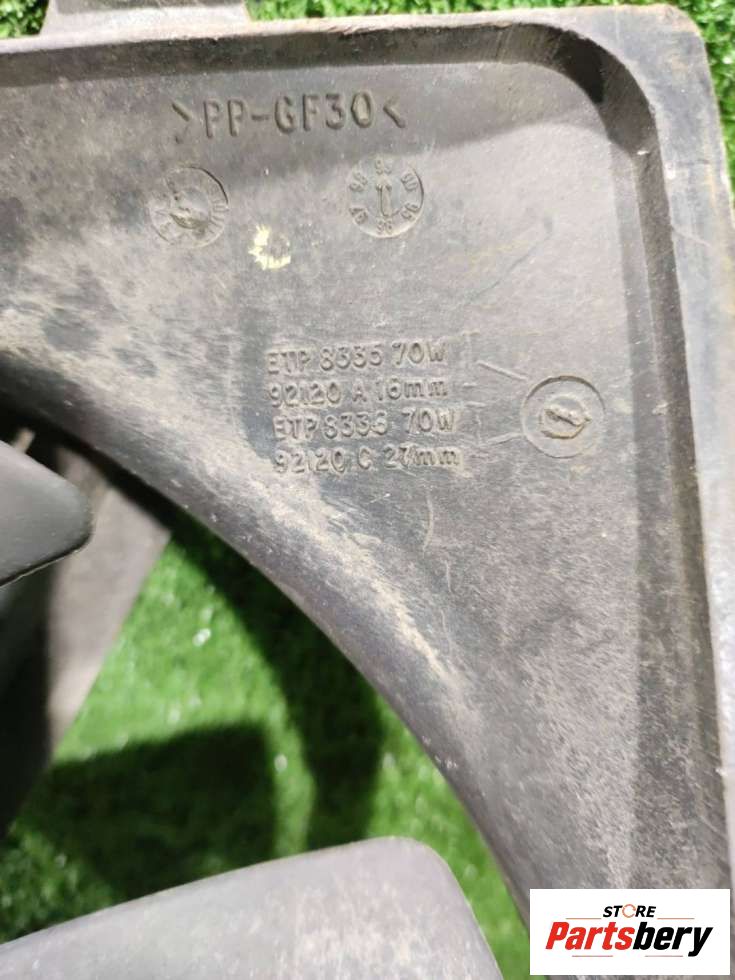 >PP-GF30<
ETP 8335 70W
92120 A 16mm
ETP 8335 70W
92120 C 27mm
STORE
Partsbery